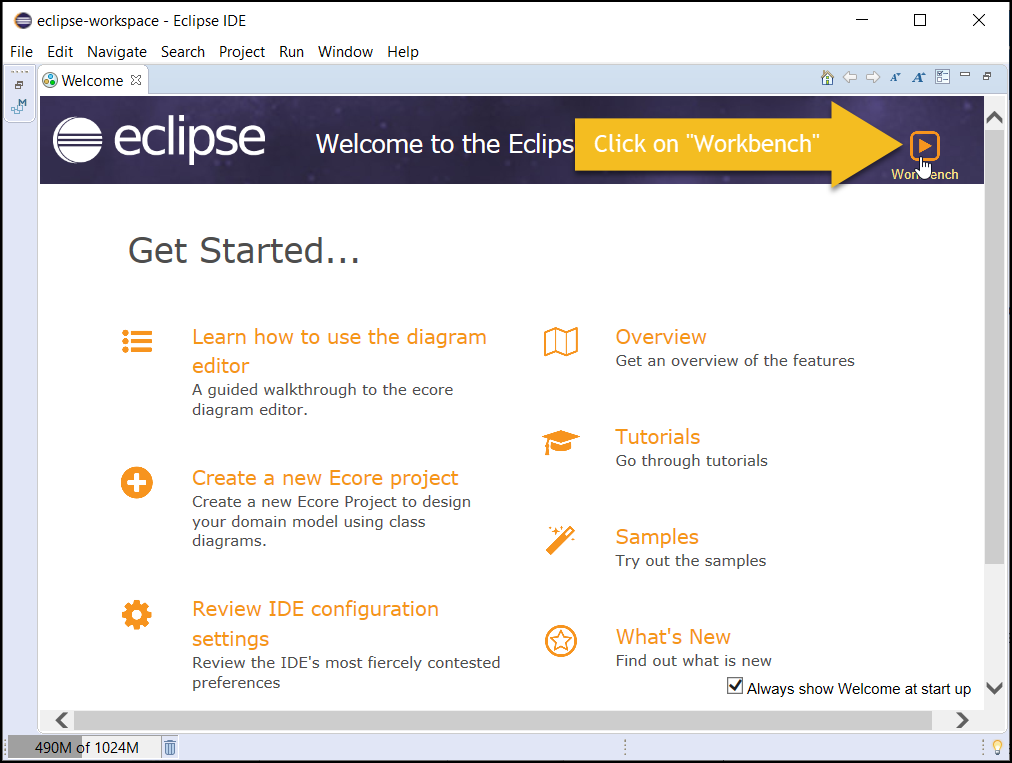 eclipse-workspace - Eclipse IDE
File Edit Navigate Search Project Run Window Help
Welcome
eclipse
Welcome to the Eclips
Click on "Workbench"
Get Started...
Learn how to use the diagram
editor
A guided walkthrough to the ecore
diagram editor.
Create a new Ecore project
Create a new Ecore Project to design
your domain model using class
diagrams.
Review IDE configuration
settings
Review the IDE's most fiercely contested
preferences
Overview
Get an overview of the features
Tutorials
Go through tutorials
Samples
Try out the samples
What's New
Find out what is new
Always show Welcome at start up
490M of 1024M